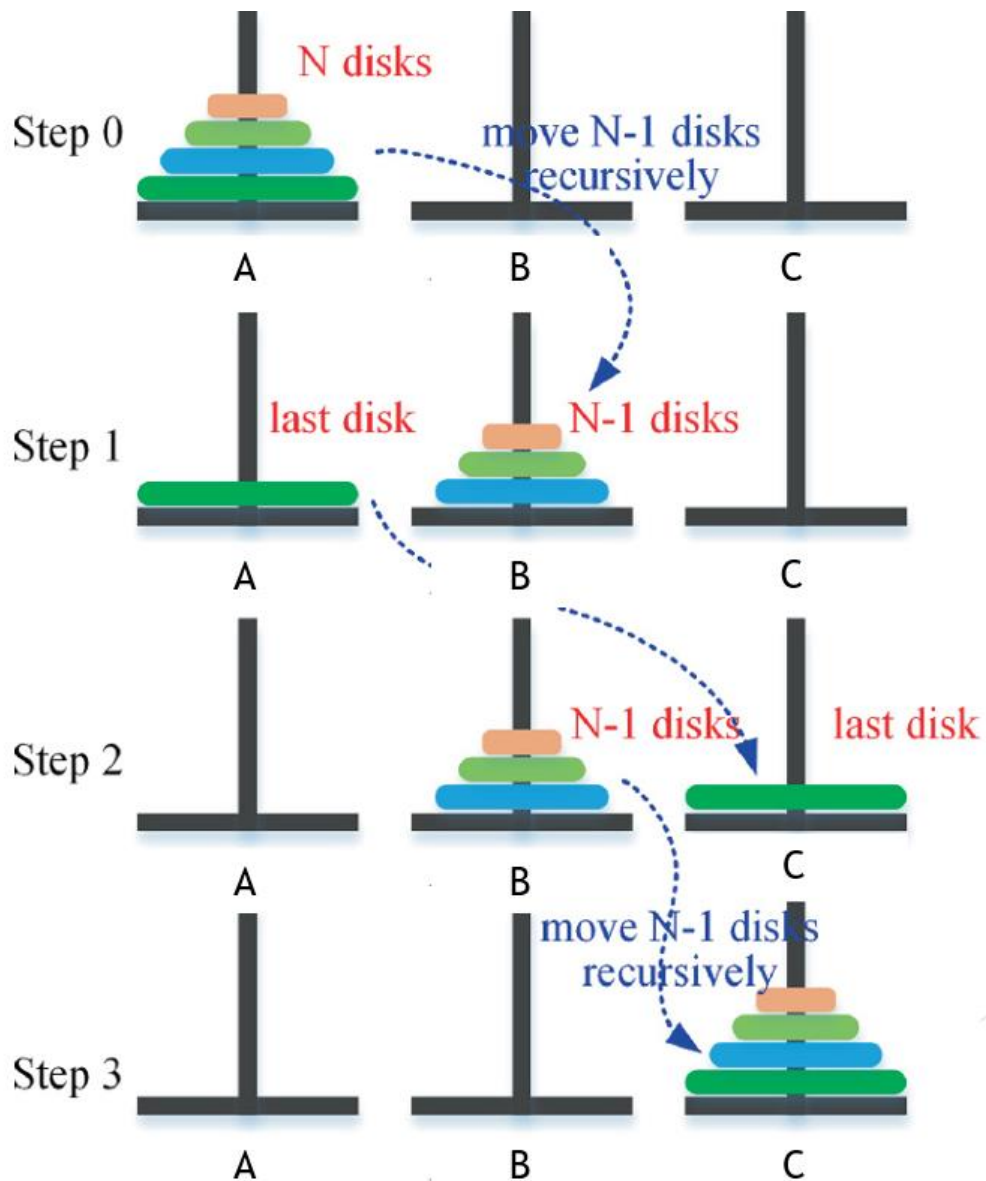 N disks
Step 0
move N-1 disks
recursively
A
B
C
last disk
N-1 disks
Step 1
A
B
C
N-1 disks
last disk
Step 2
A
B
C
move N-1 disks
recursively
Step 3
A
B
C